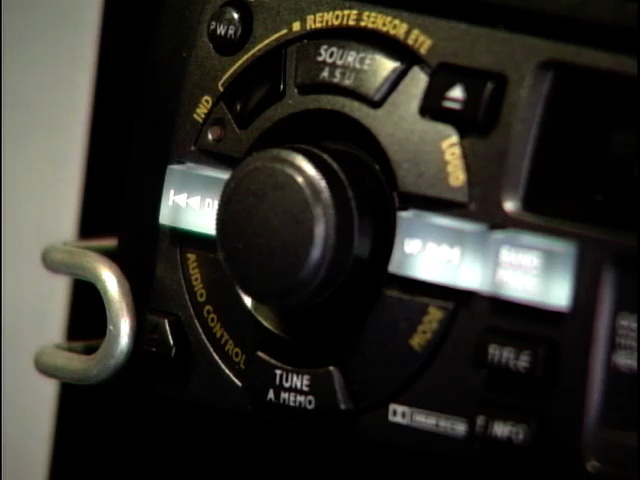 PWR
REMOTE SENSOR EYE
SOURCE
A.S.U
IND
LOUD
AUDIO CONTROL
MODE
TUNE
A.MEMO
TITLE
INFO